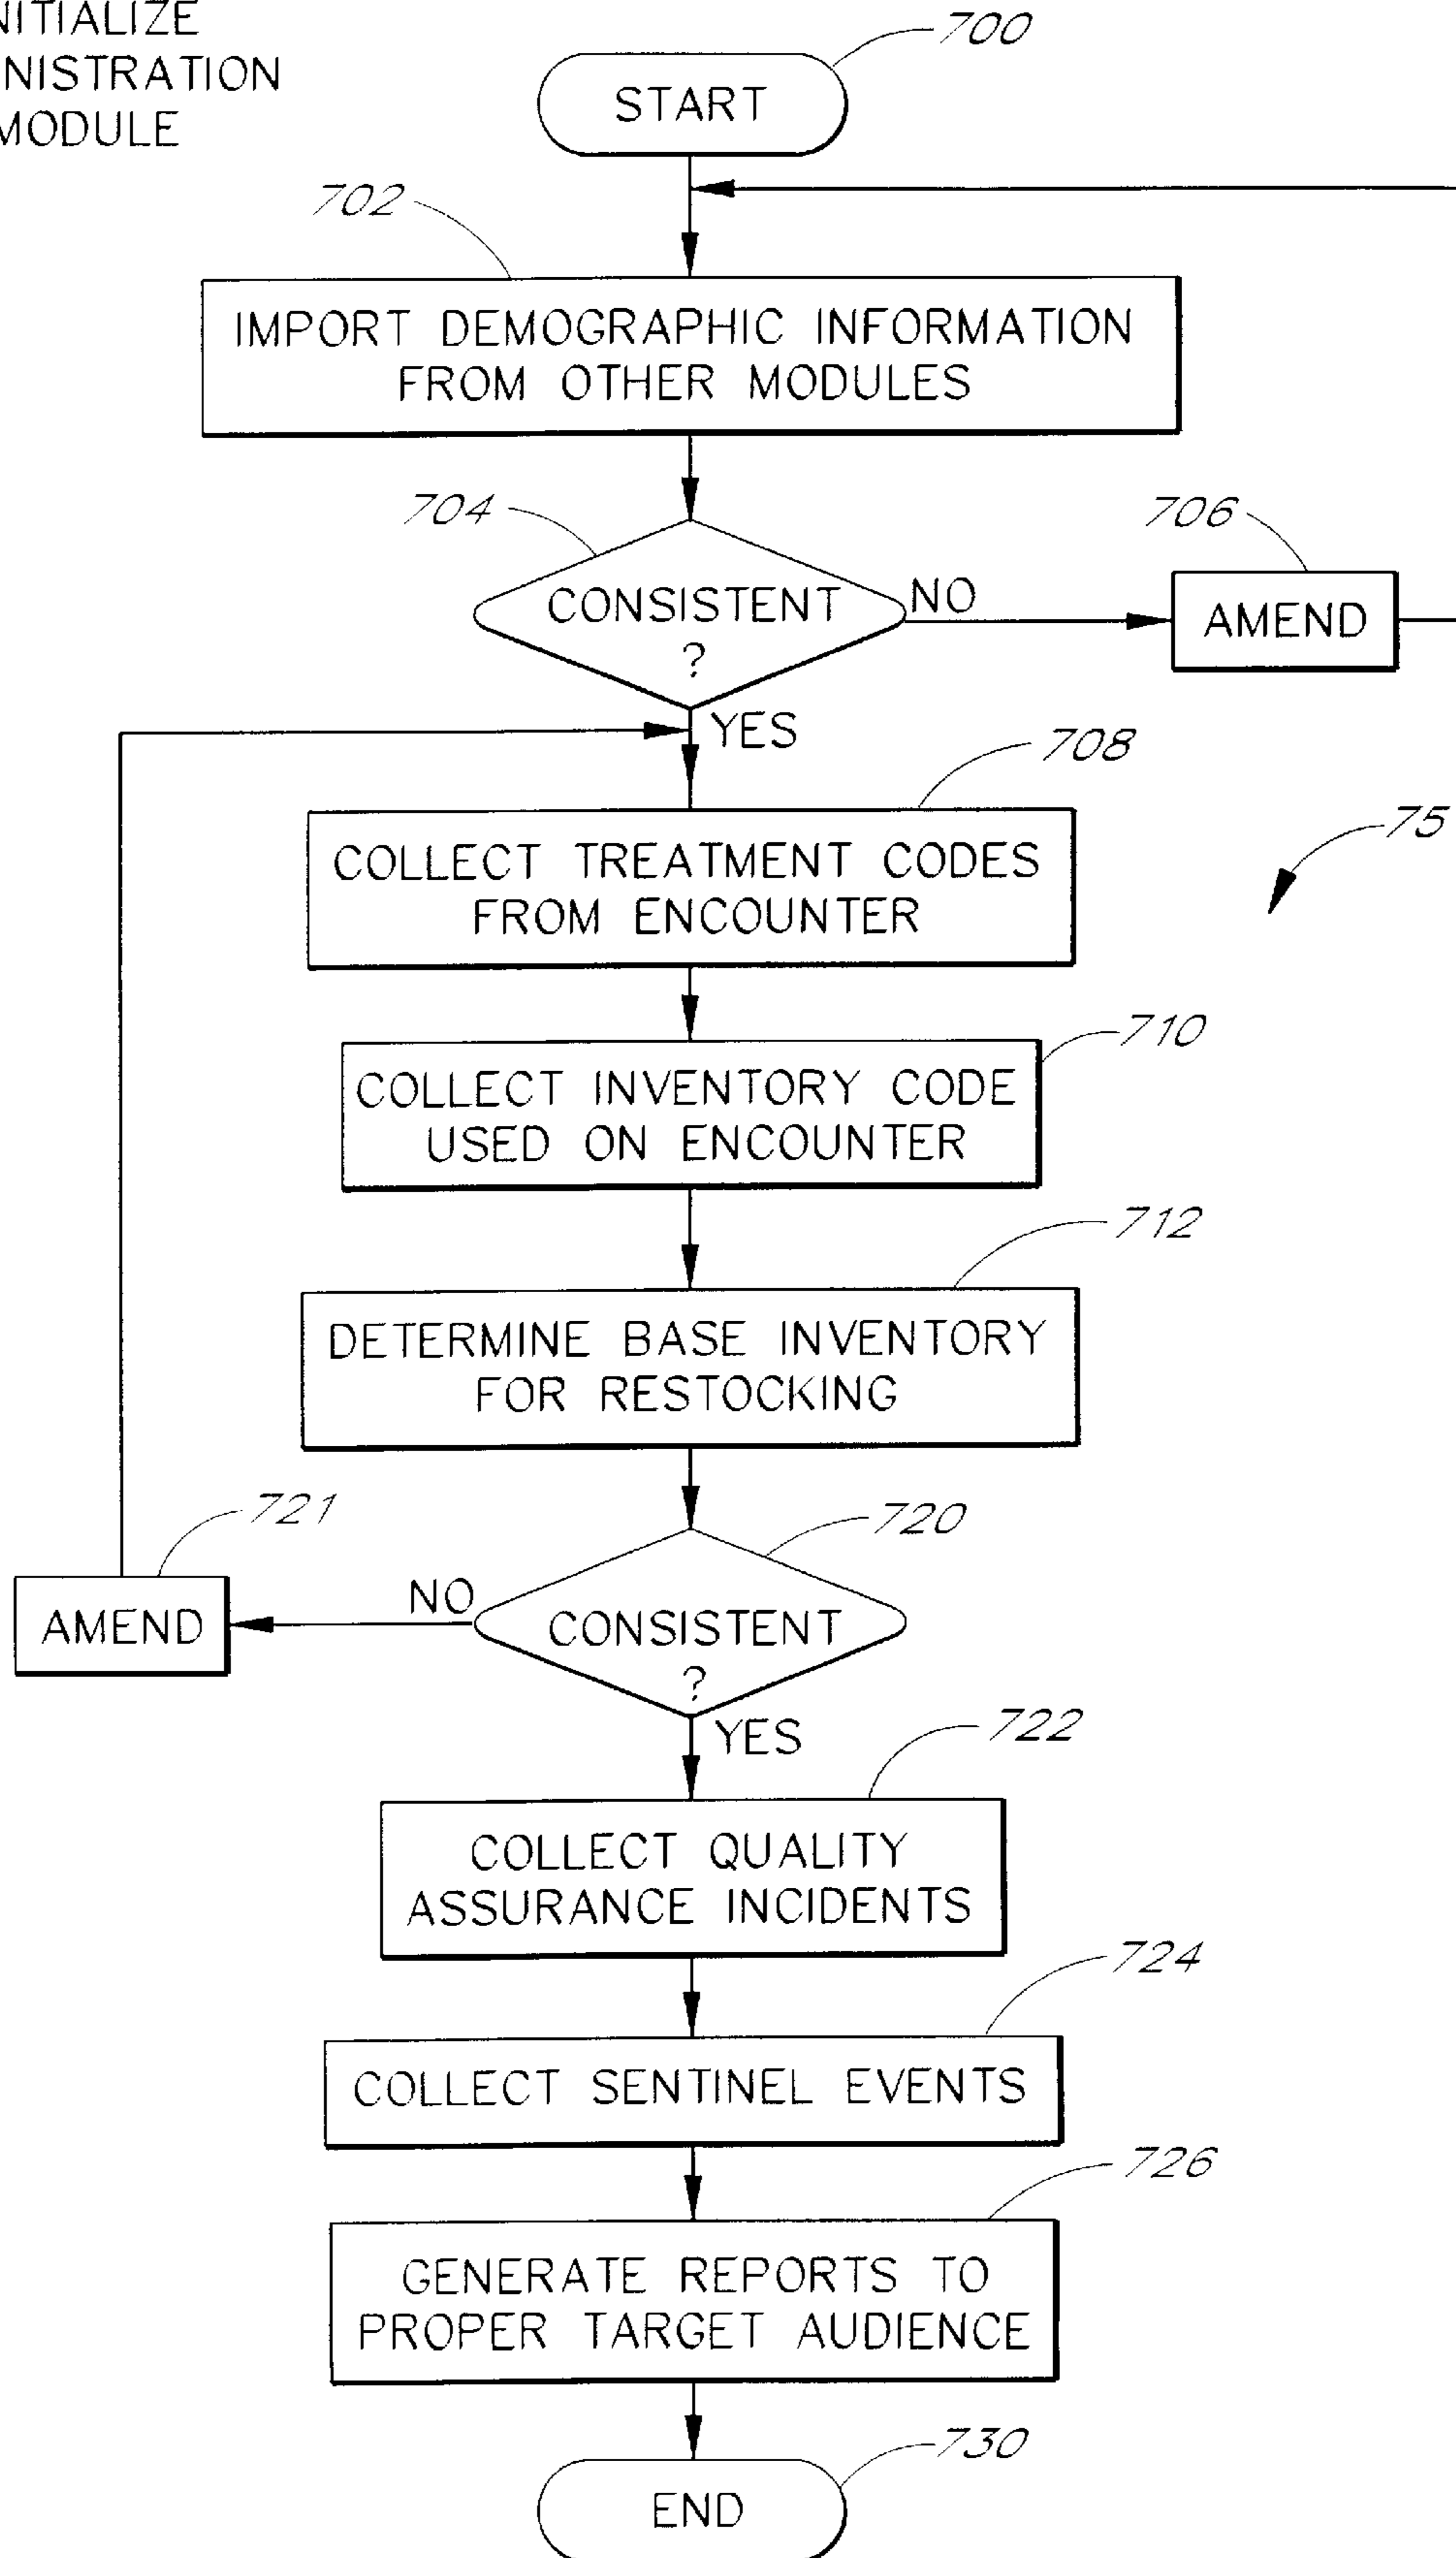 NITIALIZE
NISTRATION
MODULE
700
START
702
IMPORT DEMOGRAPHIC INFORMATION
FROM OTHER MODULES
704
CONSISTENT
?
NO
706
AMEND
YES
708
COLLECT TREATMENT CODES
FROM ENCOUNTER
75
710
COLLECT INVENTORY CODE
USED ON ENCOUNTER
712
DETERMINE BASE INVENTORY
FOR RESTOCKING
721
AMEND
NO
720
CONSISTENT
?
YES
722
COLLECT QUALITY
ASSURANCE INCIDENTS
724
COLLECT SENTINEL EVENTS
726
GENERATE REPORTS TO
PROPER TARGET AUDIENCE
730
END